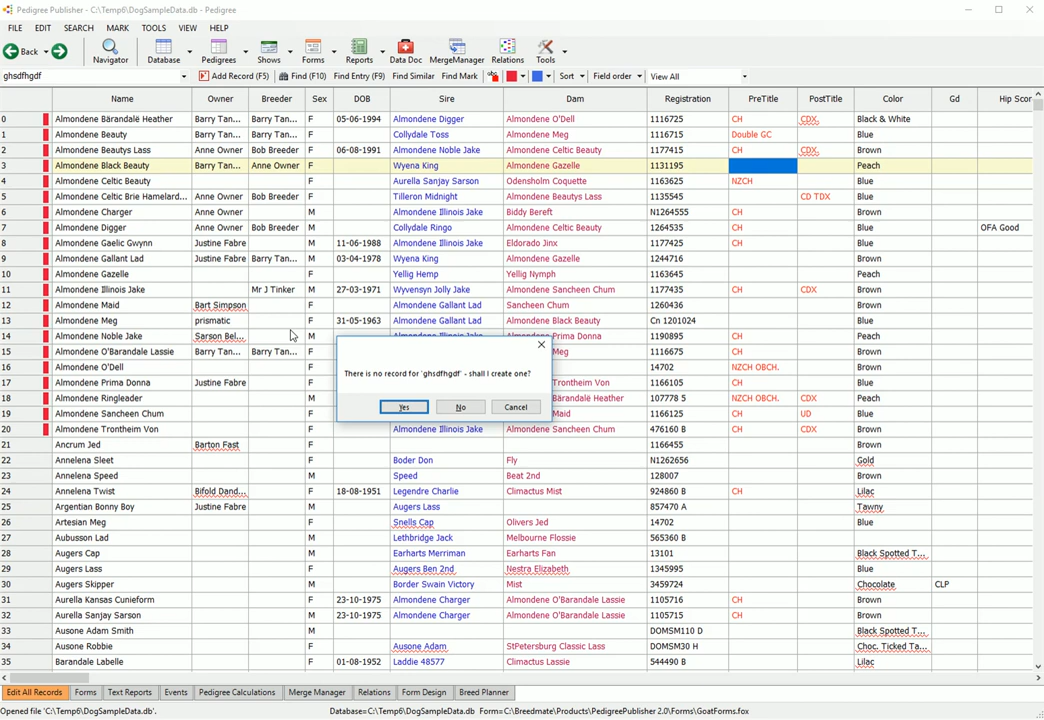 Pedigree Publisher - C:\Temp6\DogSampleData.db - Pedigree
FILE EDIT SEARCH MARK TOOLS VIEW HELP
Back Navigator Database Pedigrees Shows Forms Reports Data Doc MergeManager Relations Tools
ghsdfhgdf Add Record (F5) Find (F10) Find Entry (F9) Find Similar Find Mark abc Sort Field order View All
Name Owner Breeder Sex DOB Sire Dam Registration PreTitle PostTitle Color Gd Hip Scor
0 Almondene Bärandalè Heather Barry Tan... Barry Tan... F 05-06-1994 Almondene Digger Almondene O'Dell 1116725 CH CDX. Black & White
1 Almondene Beauty Barry Tan... Barry Tan... F Collydale Toss Almondene Meg 1116715 Double GC Blue
2 Almondene Beautys Lass Anne Owner Bob Breeder F 06-08-1991 Almondene Noble Jake Almondene Celtic Beauty 1177415 CH CDX. Brown
3 Almondene Black Beauty Barry Tan... Anne Owner F Wyena King Almondene Gazelle 1131195 Peach
4 Almondene Celtic Beauty F Aurella Sanjay Sarson Odensholm Coquette 1163625 NZCH Blue
5 Almondene Celtic Brie Hamelard... Anne Owner Bob Breeder F Tilleron Midnight Almondene Beautys Lass 1135545 CD TDX Blue
6 Almondene Charger Anne Owner M Almondene Illinois Jake Biddy Bereft N1264555 CH Brown
7 Almondene Digger Anne Owner Bob Breeder M Collydale Ringo Almondene Celtic Beauty 1264535 CH Blue OFA Good
8 Almondene Gaelic Gwynn Justine Fabre F 11-06-1988 Almondene Illinois Jake Eldorado Jinx 1177425 CH Blue
9 Almondene Gallant Lad Justine Fabre Barry Tan... M 03-04-1978 Wyena King Almondene Gazelle 1244716 Brown
10 Almondene Gazelle F Yellig Hemp Yellig Nymph 1163645 Peach
11 Almondene Illinois Jake Mr J Tinker M 27-03-1971 Wyvensyn Jolly Jake Almondene Sancheen Chum 1177435 CH CDX Brown
12 Almondene Maid Bart Simpson F Almondene Gallant Lad Sancheen Chum 1260436 Brown
13 Almondene Meg prismatic F 31-05-1963 Almondene Gallant Lad Almondene Black Beauty Cn 1201024 Brown
14 Almondene Noble Jake Sarson Bel... M Almondene Illinois Jake Prima Donna 1190895 CH Peach
15 Almondene O'Barandale Lassie Barry Tan... Barry Tan... F Meg 1116675 CH Blue
16 Almondene O'Dell 14702 NZCH OBCH. Brown
17 Almondene Prima Donna Justine Fabre Trontheim Von 1166105 CH Blue
18 Almondene Ringleader Bärandalè Heather 107778 S NZCH OBCH. CDX Peach
19 Almondene Sancheen Chum Maid 1166125 CH UD Blue
20 Almondene Trontheim Von Almondene Illinois Jake Almondene Sancheen Chum 476160 B CH CDX Brown
21 Ancrum Jed Barton Fast M 1166455 Brown
22 Annelena Sleet F Boder Don Fly N1262656 Gold
23 Annelena Speed M Speed Beat 2nd 128007 Brown
24 Annelena Twist Bifold Dand... F 18-08-1951 Legendre Charlie Climactus Mist 924860 B CH Lilac
25 Argentian Bonny Boy Justine Fabre M Augers Lass 857470 A Tawny
26 Artesian Meg F Snells Cap Olivers Jed 14702 Blue
27 Aubusson Lad M Lethbridge Jack Melbourne Flossie 565360 B
28 Augers Cap M Earharts Merriman Earharts Fan 13101 Black Spotted T...
29 Augers Lass F Augers Ben 2nd Nestra Elizabeth 1345995 Blue
30 Augers Skipper M Border Swain Victory Mist 3459724 Chocolate CLP
31 Aurella Kansas Cunieform M 23-10-1975 Almondene Charger Almondene O'Barandale Lassie 1105716 CH Brown
32 Aurella Sanjay Sarson M 23-10-1975 Almondene Charger Almondene O'Barandale Lassie 1105715 CH Brown
33 Ausone Adam Smith M DOMSM110 D Black Spotted T...
34 Ausone Robbie F Ausone Adam StPetersburg Classic Lass DOMSM30 H Choc. Ticked Ta...
35 Barandale Labelle F 01-08-1952 Laddie 48577 Climactus Lass 544490 B Lilac
There is no record for 'ghsdfhgdf' - shall I create one?
Yes No Cancel
Edit All Records Forms Text Reports Events Pedigree Calculations Merge Manager Relations Form Design Breed Planner
Opened file 'C:\Temp6\DogSampleData.db'. Database=C:\Temp6\DogSampleData.db Form=C:\Breedmate\Products\PedigreePublisher 2.0\Forms\GoatForms.fox